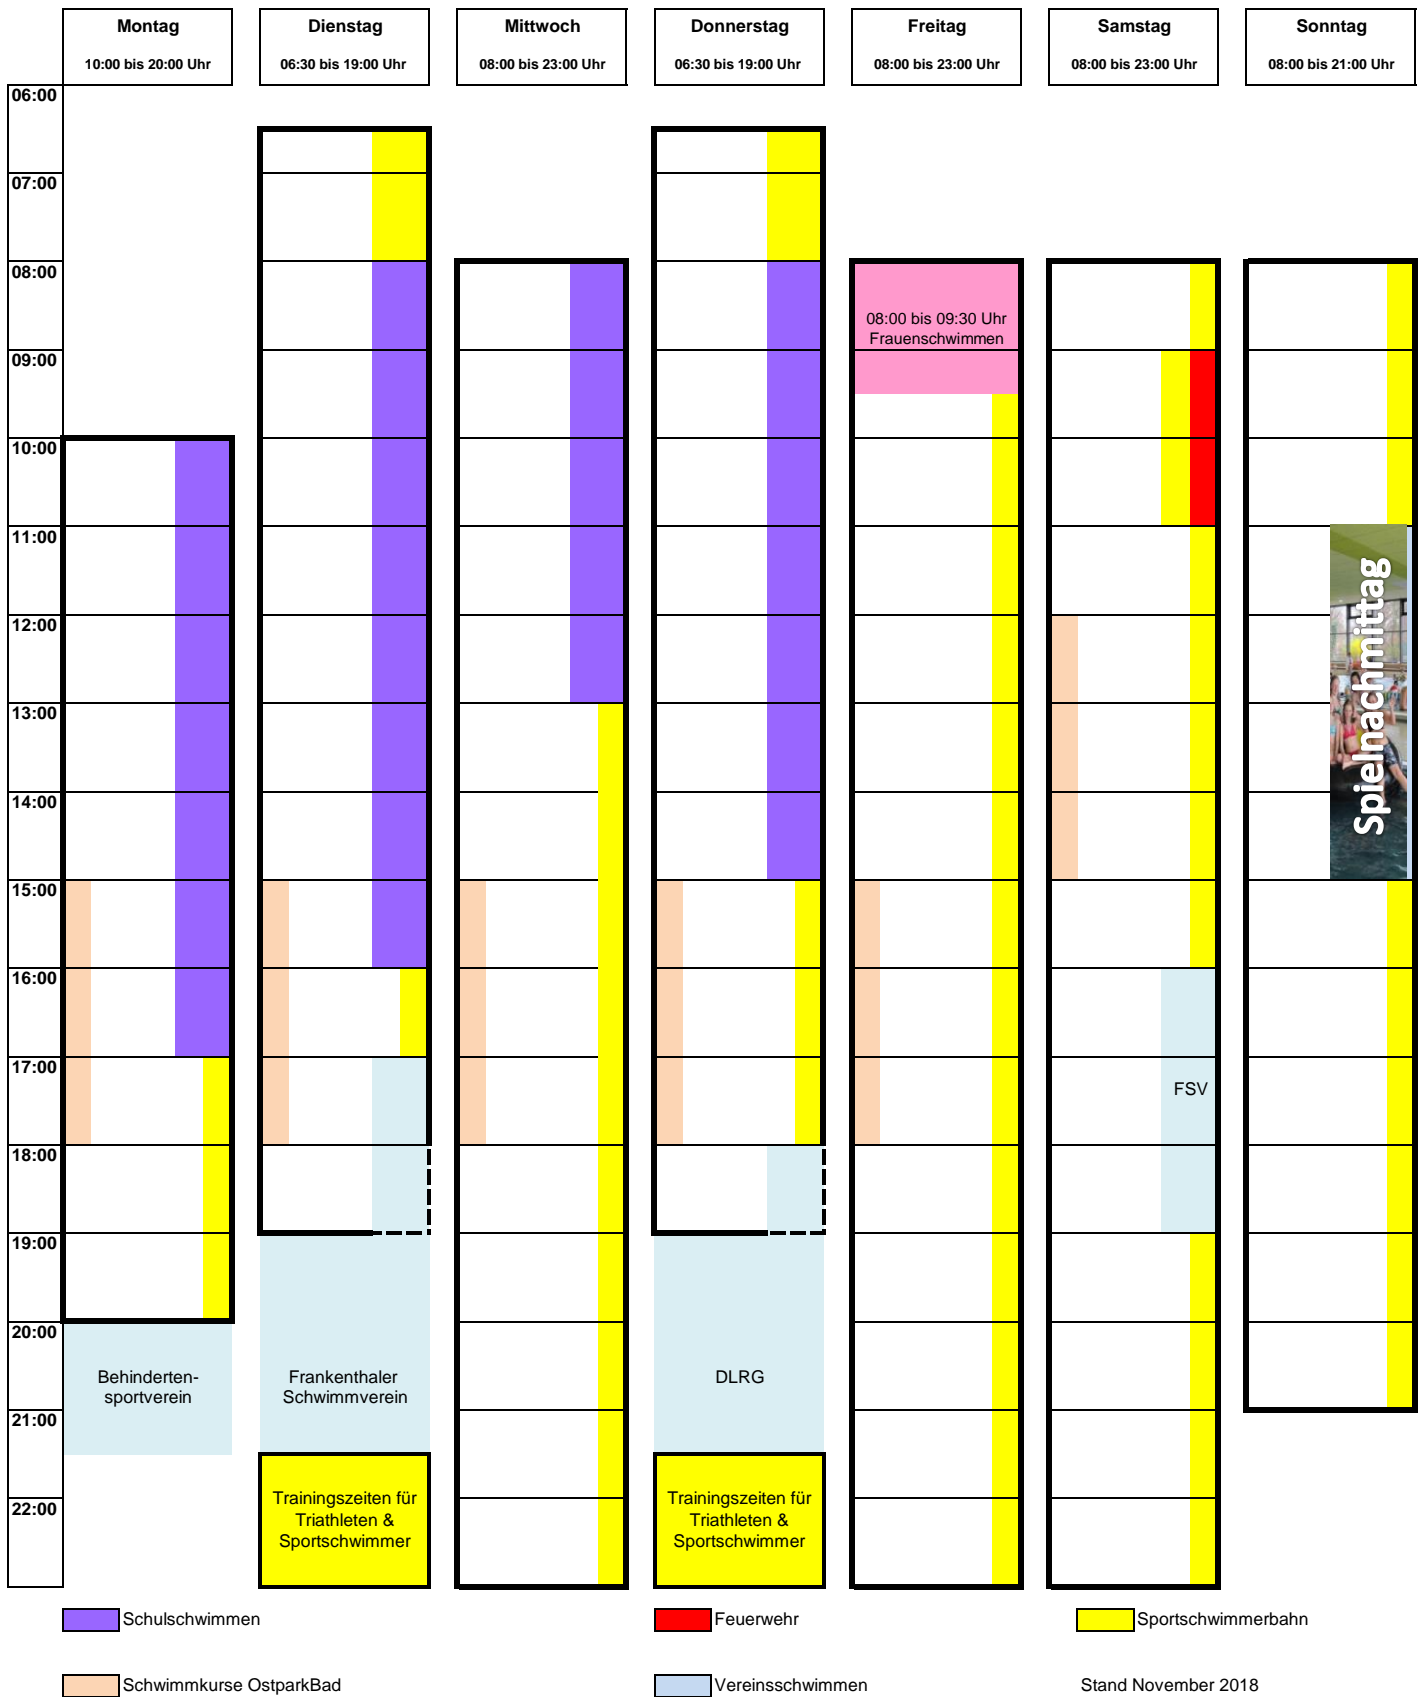 Montag
10:00 bis 20:00 Uhr
Dienstag
06:30 bis 19:00 Uhr
Mittwoch
08:00 bis 23:00 Uhr
Donnerstag
06:30 bis 19:00 Uhr
Freitag
08:00 bis 23:00 Uhr
Samstag
08:00 bis 23:00 Uhr
Sonntag
08:00 bis 21:00 Uhr
06:00
07:00
08:00
08:00 bis 09:30 Uhr
Frauenschwimmen
09:00
10:00
11:00
Spielnachmittag
12:00
13:00
14:00
15:00
16:00
17:00
FSV
18:00
19:00
20:00
Behinderten-
sportverein
Frankenthaler
Schwimmverein
DLRG
21:00
22:00
Trainingszeiten für
Triathleten &
Sportschwimmer
Trainingszeiten für
Triathleten &
Sportschwimmer
Schulschwimmen
Feuerwehr
Sportschwimmerbahn
Schwimmkurse OstparkBad
Vereinsschwimmen
Stand November 2018